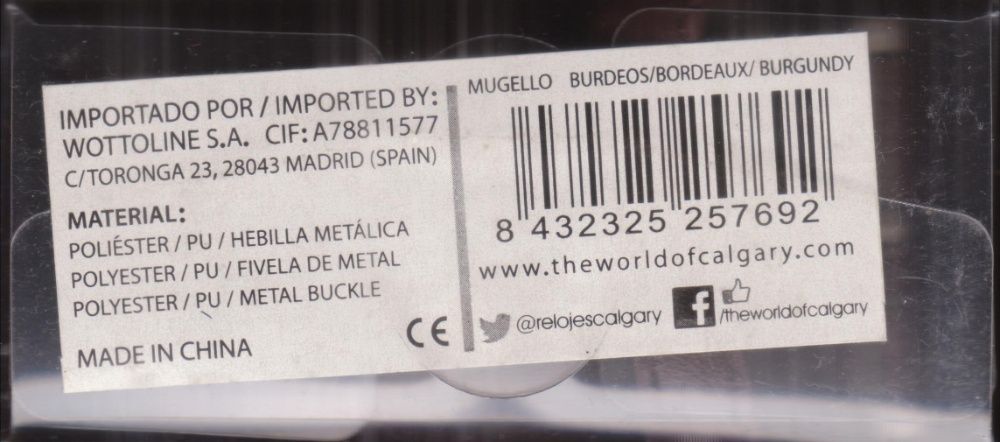 IMPORTADO POR / IMPORTED BY:
WOTTOLINE S.A. CIF: A78811577
C/TORONGA 23, 28043 MADRID (SPAIN)
MATERIAL:
POLIÉSTER / PU / HEBILLA METÁLICA
POLYESTER / PU / FIVELA DE METAL
POLYESTER / PU / METAL BUCKLE
MADE IN CHINA
CE
MUGELLO BURDEOS/BORDEAUX/ BURGUNDY
8 432325 257692
www.theworldofcalgary.com
@relojescalgary
f /theworldofcalgary